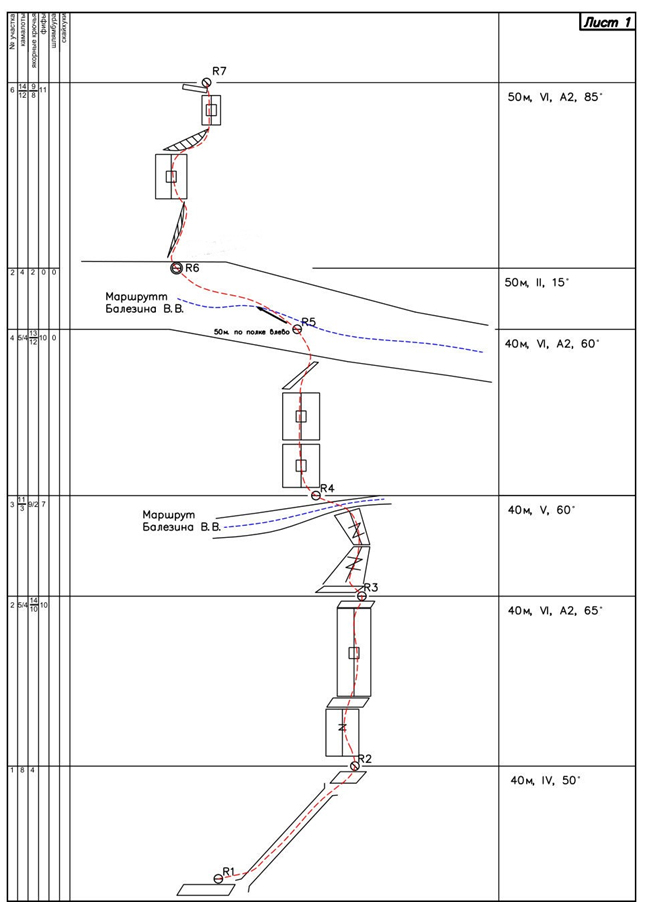 № участка
камалоты
якорные крючья
фифы
шлямбура
скайхуки
Лист 1
R7
6 14/12 9/8 11
50м, VI, A2, 85°
R6
2 4 2 0 0
50м, II, 15°
Маршрутт
Балезина В.В.
R5
50м. по полке влево
4 5/4 13/12 10 0
40м, VI, A2, 60°
R4
3 11/3 9/2 7
40м, V, 60°
Маршрут
Балезина В.В.
R3
2 5/4 14/10 10
40м, VI, A2, 65°
R2
1 8 4
40м, IV, 50°
R1